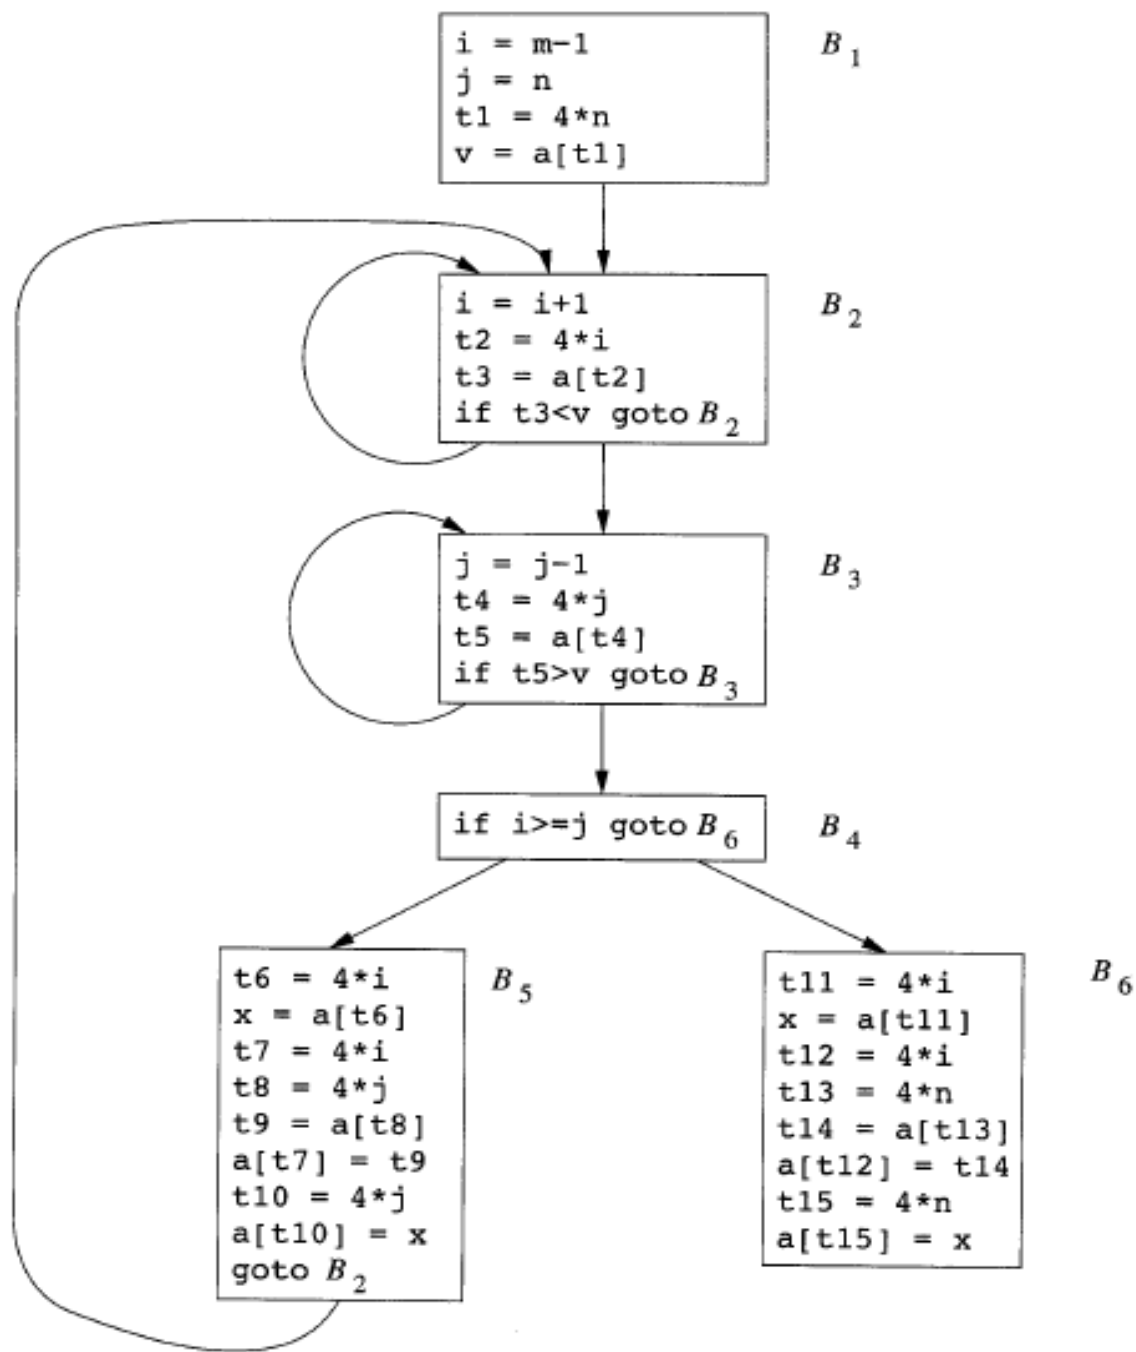 i = m-1
j = n
t1 = 4*n
v = a[t1]
B1
i = i+1
t2 = 4*i
t3 = a[t2]
if t3<v goto B2
B2
j = j-1
t4 = 4*j
t5 = a[t4]
if t5>v goto B3
B3
if i>=j goto B6
B4
t6 = 4*i
x = a[t6]
t7 = 4*i
t8 = 4*j
t9 = a[t8]
a[t7] = t9
t10 = 4*j
a[t10] = x
goto B2
B5
t11 = 4*i
x = a[t11]
t12 = 4*i
t13 = 4*n
t14 = a[t13]
a[t12] = t14
t15 = 4*n
a[t15] = x
B6